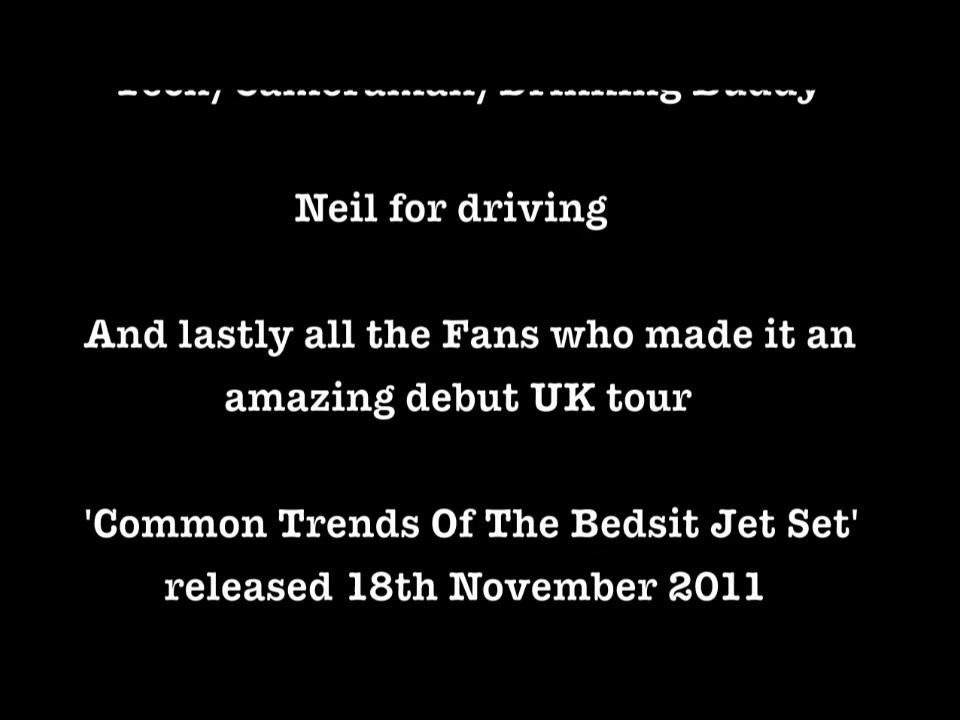 Neil for driving
And lastly all the Fans who made it an
amazing debut UK tour
'Common Trends Of The Bedsit Jet Set'
released 18th November 2011